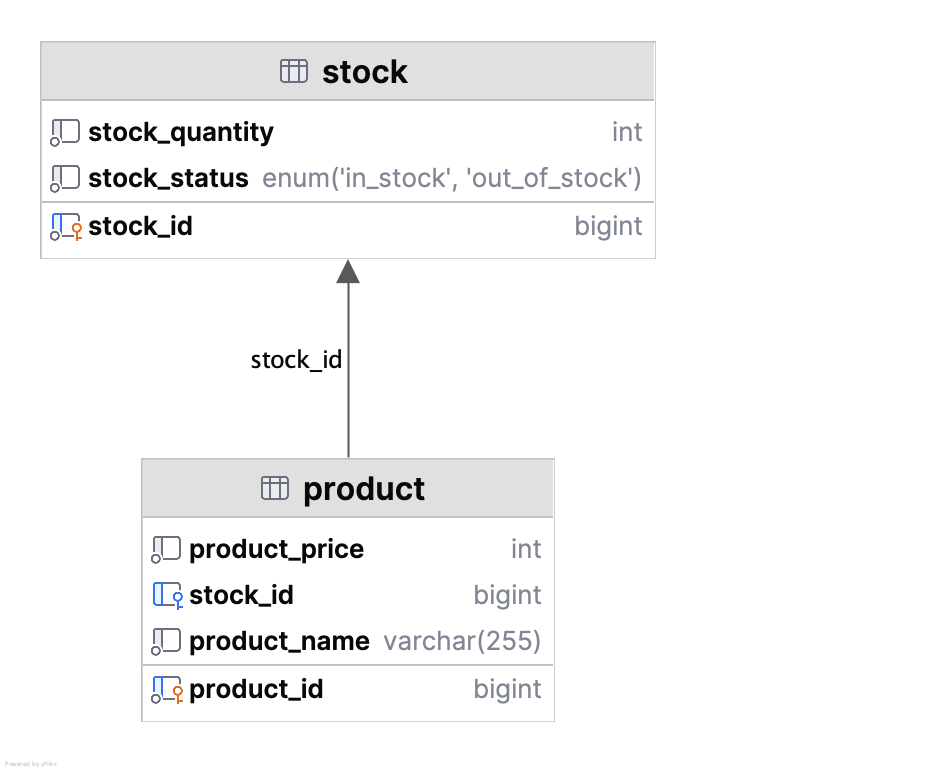 stock
stock_quantity int
stock_status enum('in_stock', 'out_of_stock')
stock_id bigint
stock_id
product
product_price int
stock_id bigint
product_name varchar(255)
product_id bigint
Powered by yFiles